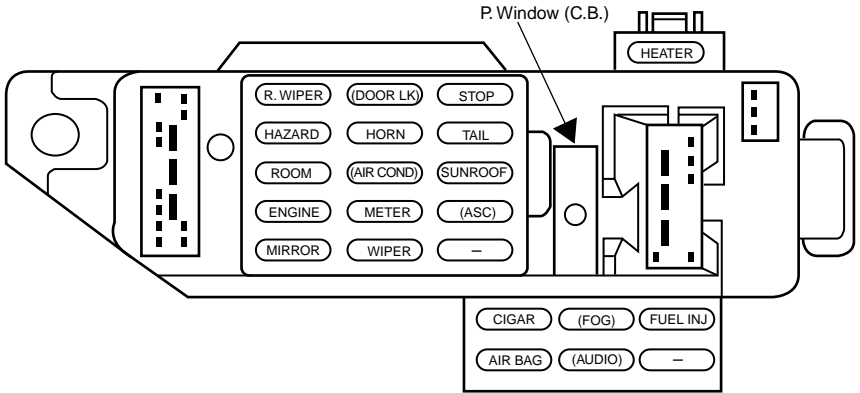 P. Window (C.B.)
HEATER
R. WIPER (DOOR LK) STOP
HAZARD HORN TAIL
ROOM (AIR COND) SUNROOF
ENGINE METER (ASC)
MIRROR WIPER –
CIGAR (FOG) FUEL INJ
AIR BAG (AUDIO) –